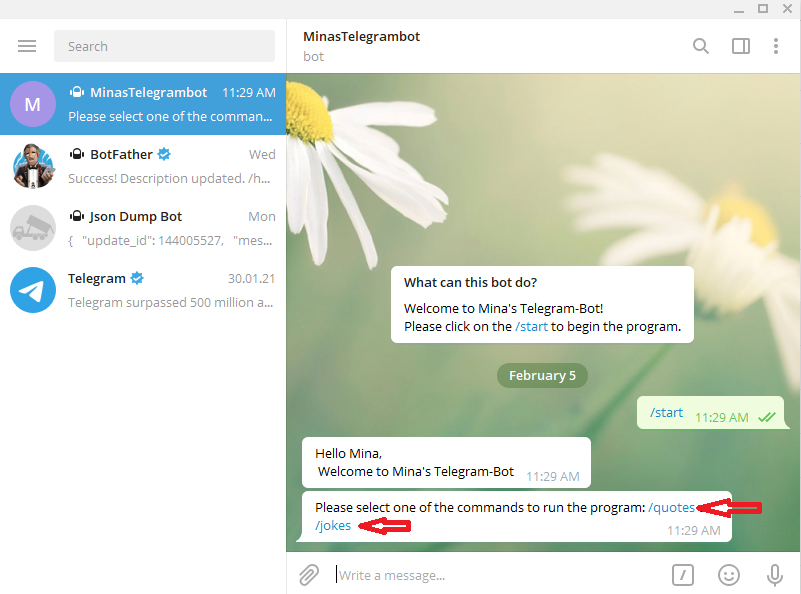 Search
M
MinasTelegrambot 11:29 AM
Please select one of the comman...
BotFather Wed
Success! Description updated. /h...
Json Dump Bot Mon
{ "update_id": 144005527, "mes...
Telegram 30.01.21
Telegram surpassed 500 million a...
MinasTelegrambot
bot
What can this bot do?
Welcome to Mina's Telegram-Bot!
Please click on the /start to begin the program.
February 5
/start 11:29 AM
Hello Mina,
Welcome to Mina's Telegram-Bot 11:29 AM
Please select one of the commands to run the program: /quotes
/jokes
11:29 AM
Write a message...